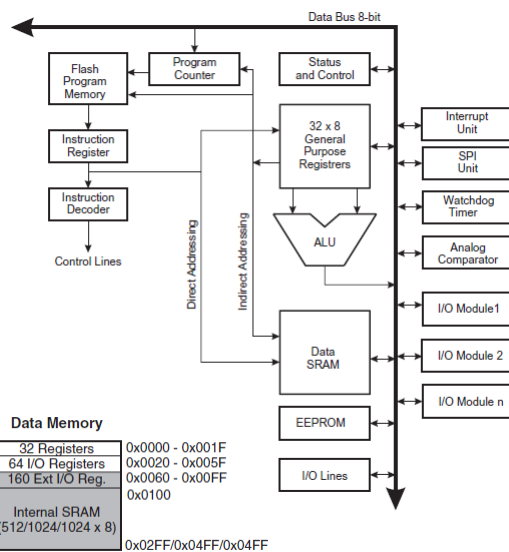 Data Bus 8-bit
Flash
Program
Memory
Program
Counter
Status
and Control
Instruction
Register
32 x 8
General
Purpose
Registrers
Interrupt
Unit
SPI
Unit
Instruction
Decoder
Watchdog
Timer
Control Lines
Direct Addressing
Indirect Addressing
ALU
Analog
Comparator
I/O Module1
Data
SRAM
I/O Module 2
I/O Module n
EEPROM
I/O Lines
Data Memory
32 Registers 0x0000 - 0x001F
64 I/O Registers 0x0020 - 0x005F
160 Ext I/O Reg. 0x0060 - 0x00FF
0x0100
Internal SRAM
(512/1024/1024 x 8)
0x02FF/0x04FF/0x04FF